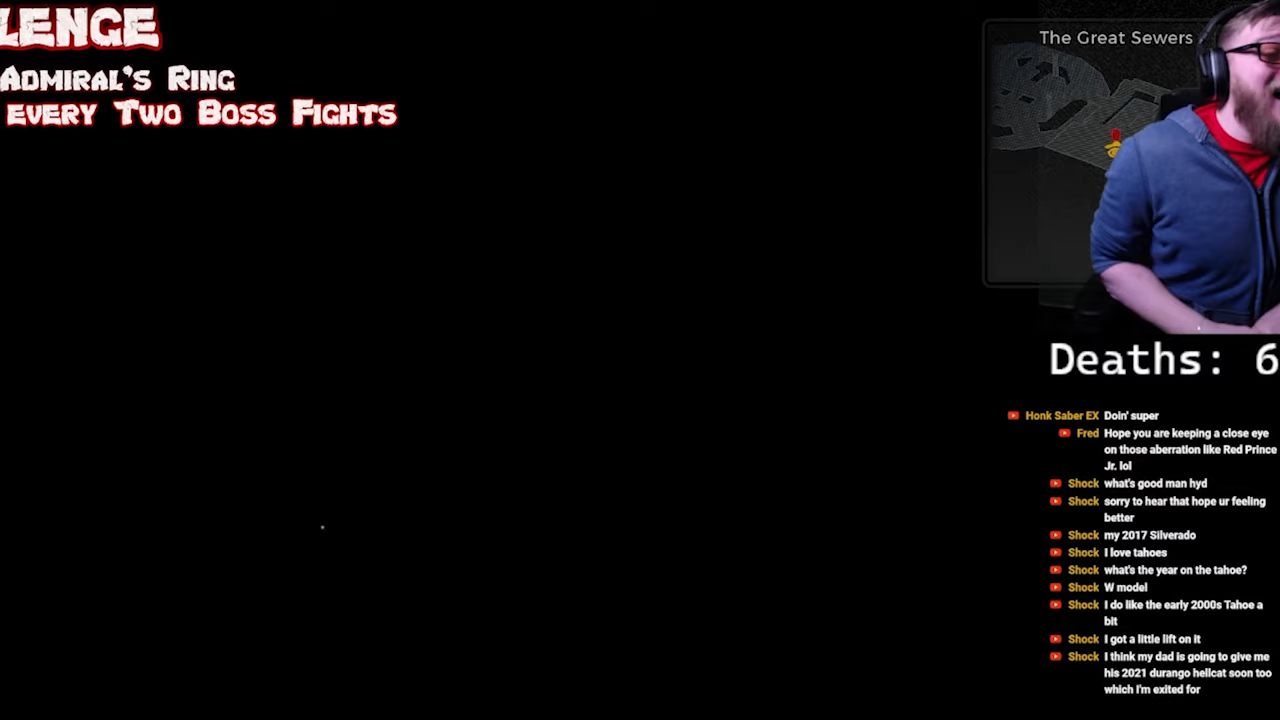 LENGE
Admiral's Ring
every Two Boss Fights
The Great Sewers
Deaths: 6
Honk Saber EX Doin' super
Fred Hope you are keeping a close eye
on those aberration like Red Prince
Jr. lol
Shock what's good man hyd
Shock sorry to hear that hope ur feeling
better
Shock my 2017 Silverado
Shock I love tahoes
Shock what's the year on the tahoe?
Shock W model
Shock I do like the early 2000s Tahoe a
bit
Shock I got a little lift on it
Shock I think my dad is going to give me
his 2021 durango hellcat soon too
which I'm exited for